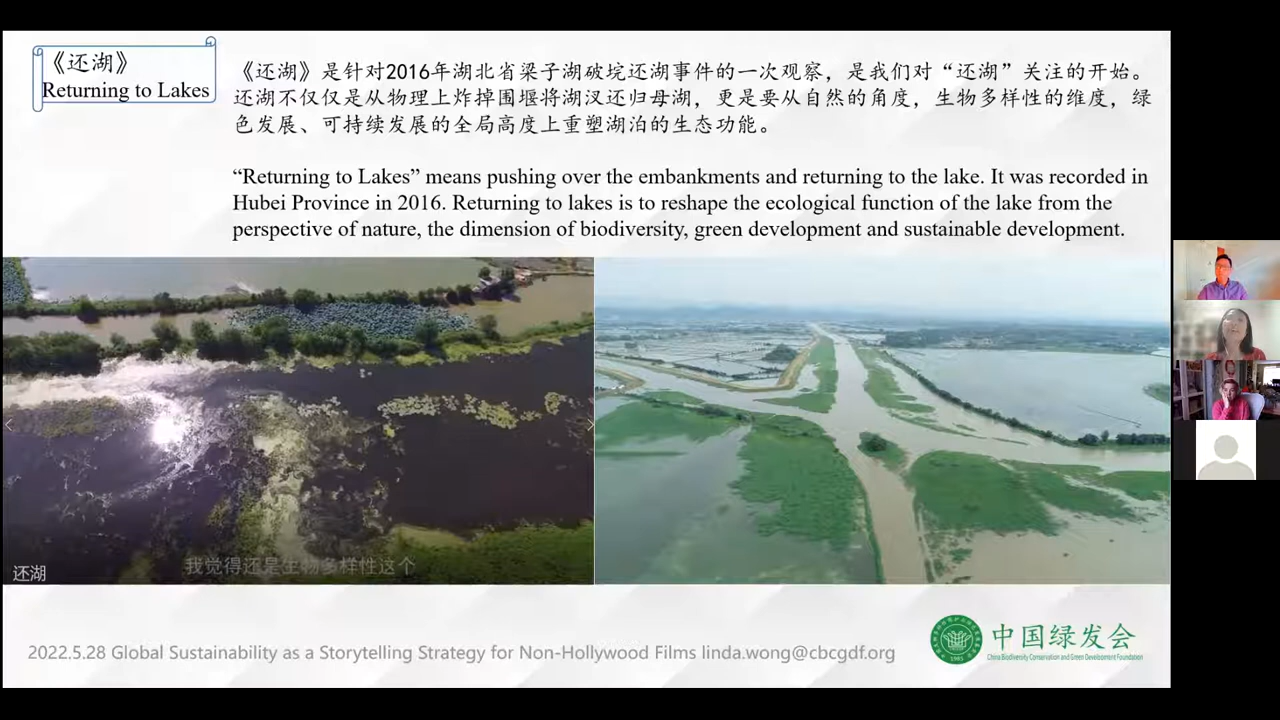 《还湖》
Returning to Lakes
《还湖》是针对2016年湖北省梁子湖破垸还湖事件的一次观察，是我们对“还湖”关注的开始。
还湖不仅仅是从物理上炸掉围堰将湖汊还归母湖，更是要从自然的角度，生物多样性的维度，绿
色发展、可持续发展的全局高度上重塑湖泊的生态功能。
“Returning to Lakes” means pushing over the embankments and returning to the lake. It was recorded in
Hubei Province in 2016. Returning to lakes is to reshape the ecological function of the lake from the
perspective of nature, the dimension of biodiversity, green development and sustainable development.
还湖
我觉得还是生物多样性这个
2022.5.28 Global Sustainability as a Storytelling Strategy for Non-Hollywood Films linda.wong@cbcgdf.org
中国绿发会
China Biodiversity Conservation and Green Development Foundation
1985